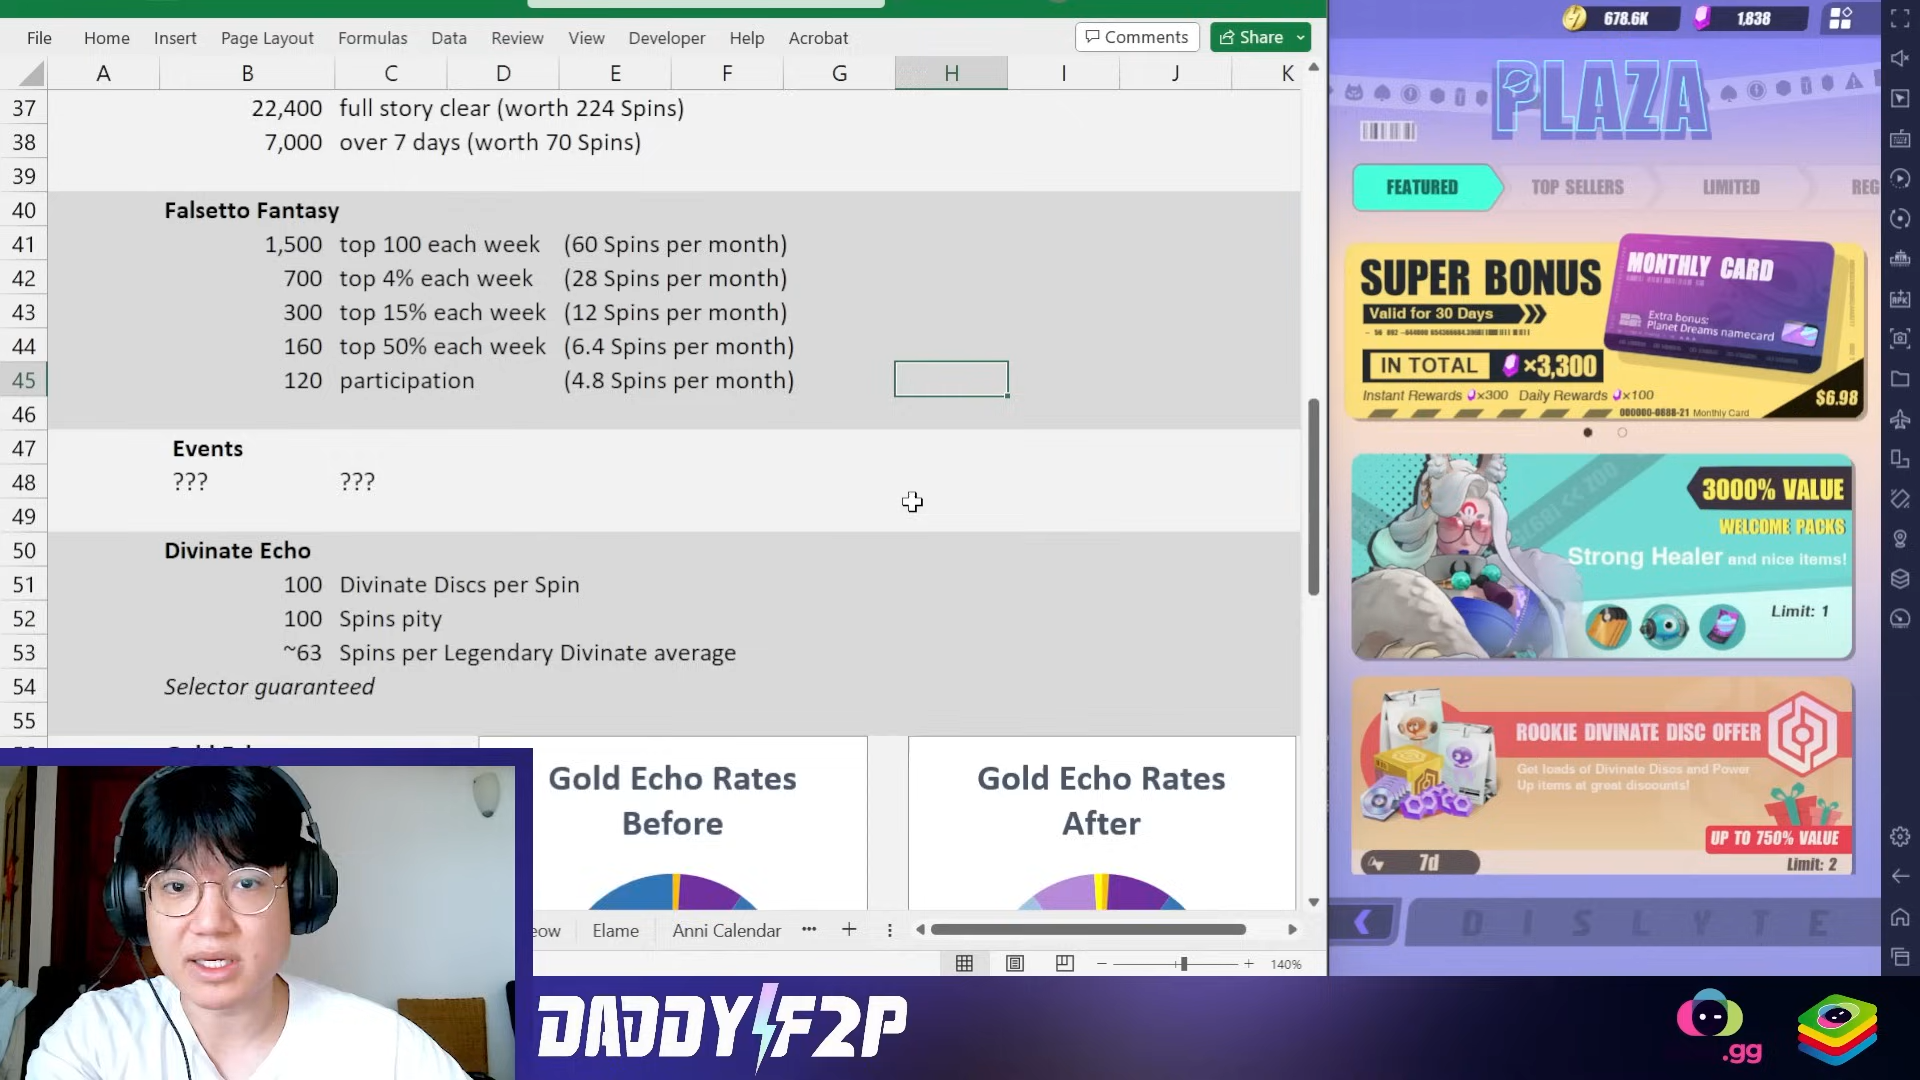 File Home Insert Page Layout Formulas Data Review View Developer Help Acrobat Comments Share
A B C D E F G H I J K
37 22,400 full story clear (worth 224 Spins)
38 7,000 over 7 days (worth 70 Spins)
39
40 Falsetto Fantasy
41 1,500 top 100 each week (60 Spins per month)
42 700 top 4% each week (28 Spins per month)
43 300 top 15% each week (12 Spins per month)
44 160 top 50% each week (6.4 Spins per month)
45 120 participation (4.8 Spins per month)
46
47 Events
48 ??? ???
49
50 Divinate Echo
51 100 Divinate Discs per Spin
52 100 Spins pity
53 ~63 Spins per Legendary Divinate average
54 Selector guaranteed
55
Gold Echo Rates
Before
Gold Echo Rates
After
eow Elame Anni Calendar
140%
678.6K 1,838
PLAZA
FEATURED TOP SELLERS LIMITED REG
SUPER BONUS
Valid for 30 Days
IN TOTAL ×3,300
Instant Rewards ×300 Daily Rewards ×100
MONTHLY CARD
Extra bonus:
Planet Dreams namecard
$6.98
Monthly Card
3000% VALUE
WELCOME PACKS
Strong Healer and nice items!
Limit: 1
ROOKIE DIVINATE DISC OFFER
Get loads of Divinate Discs and Power
Up items at great discounts!
UP TO 750% VALUE
7d
Limit: 2
DISLYTE
DADDY F2P
.gg